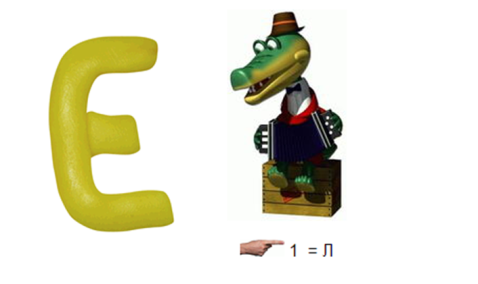 Е
1 = Л